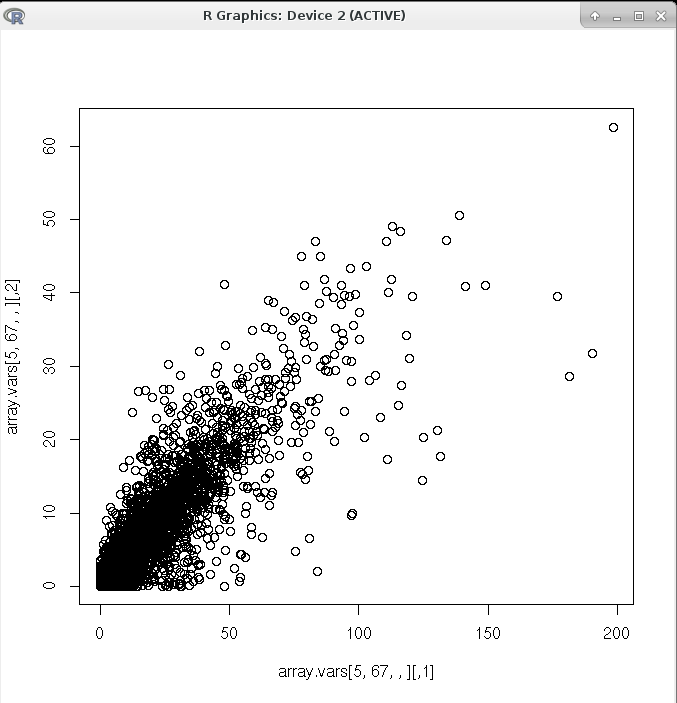 R Graphics: Device 2 (ACTIVE)
array.vars[5, 67, , ][,2]
60
50
40
30
20
10
0
0 50 100 150 200
array.vars[5, 67, , ][,1]